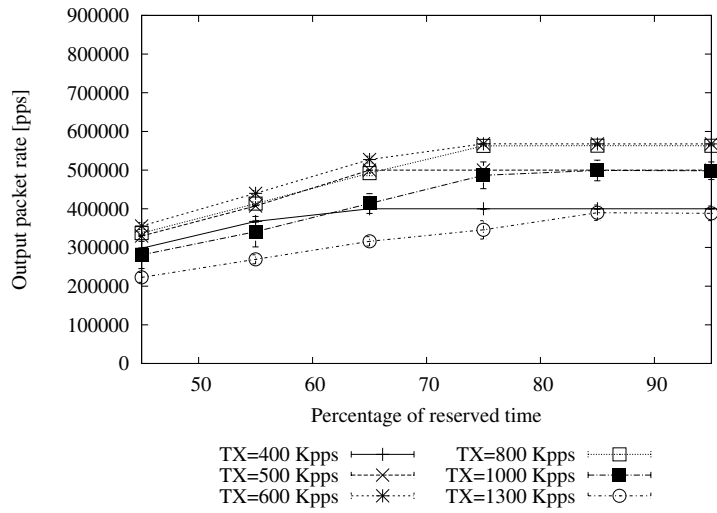 900000
800000
700000
600000
500000
400000
300000
200000
100000
0
Output packet rate [pps]
50 60 70 80 90
Percentage of reserved time
TX=400 Kpps TX=800 Kpps
TX=500 Kpps TX=1000 Kpps
TX=600 Kpps TX=1300 Kpps